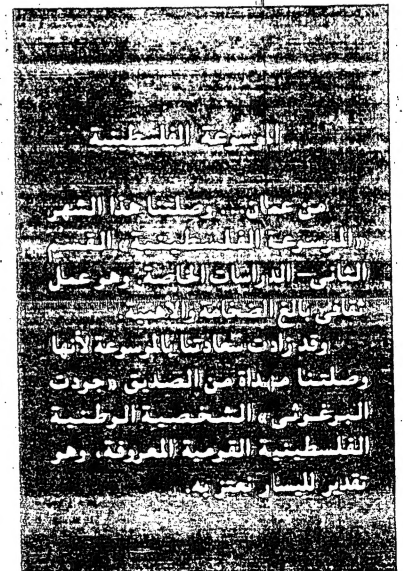 الموسوعة الفلسطينية
من عمان.. وصلتنا هذا الشهر
«الموسوعة الفلسطينية» القسم
الثاني- الدراسات الخاصة، وهو عمل
ثقافي بالغ الضخامة والأهمية
وقد زادت سعادتنا بالموسوعة لأنها
وصلتنا مهداة من الصديق «جودت
البرغوثي» الشخصية الوطنية
الفلسطينية القومية المعروفة، وهو
تقدير لليسار نعتز به.